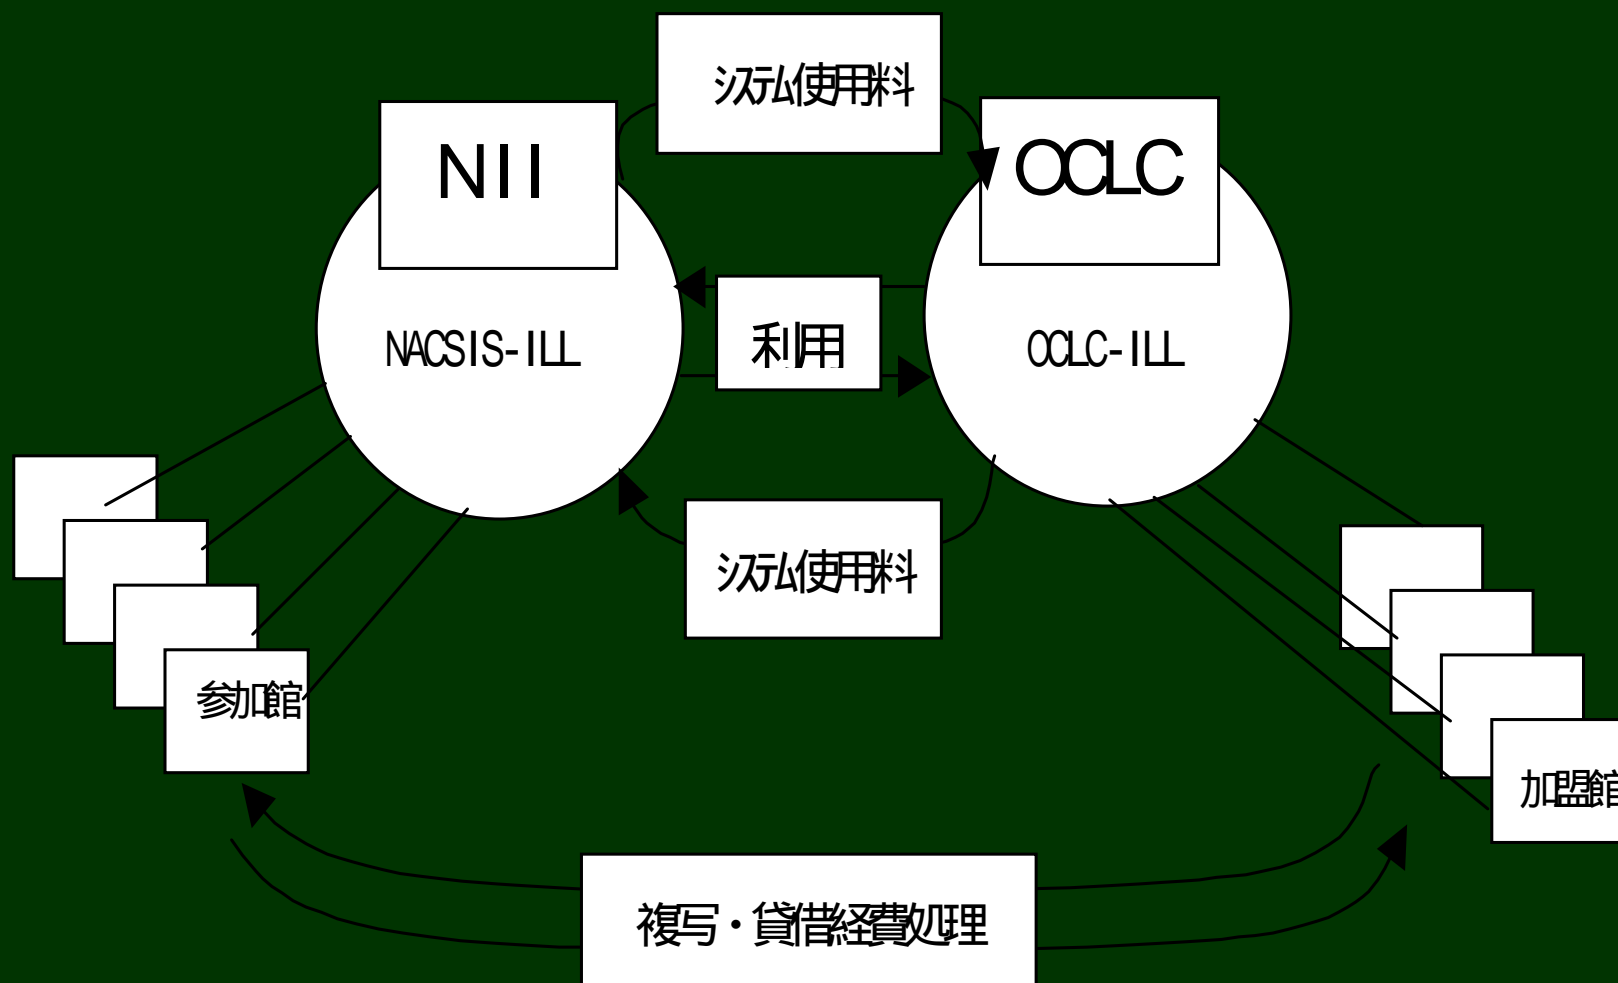 システム使用料
NII
OCLC
NACSIS-ILL
利用
OCLC-ILL
システム使用料
参加館
加盟館
複写・貸借経費処理